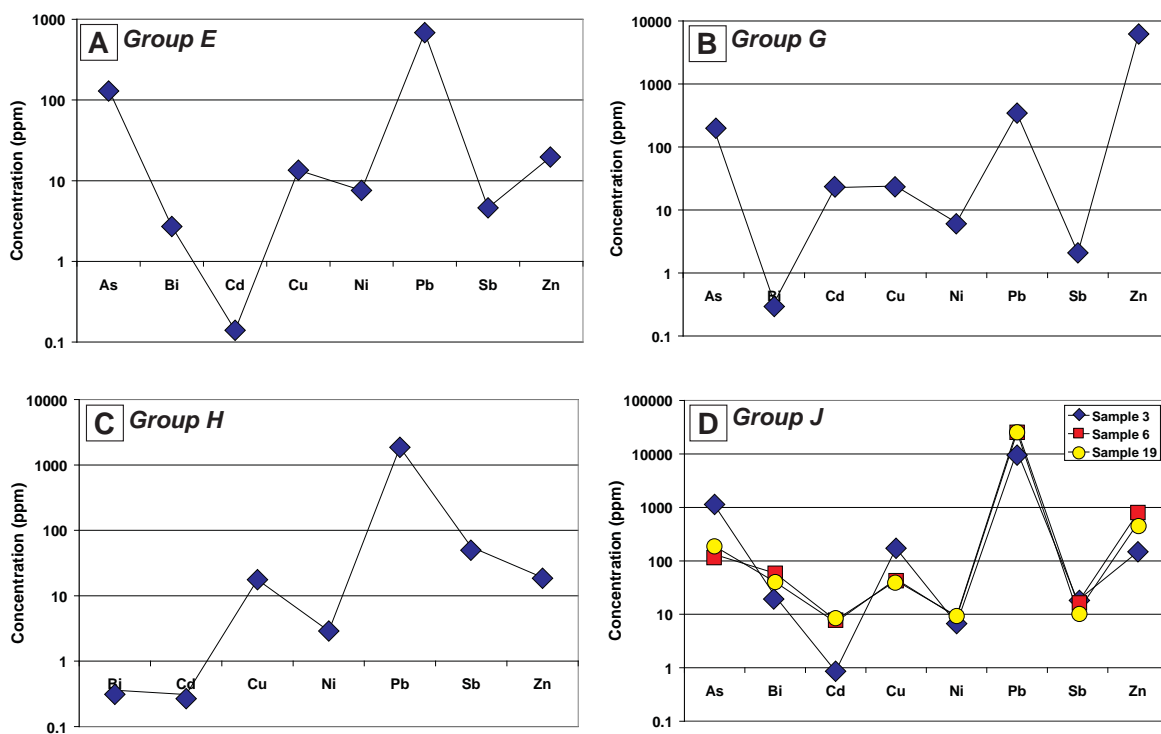 A Group E
1000
100
10
1
0.1
Concentration (ppm)
As Bi Cd Cu Ni Pb Sb Zn
B Group G
10000
1000
100
10
1
0.1
Concentration (ppm)
As Bi Cd Cu Ni Pb Sb Zn
C Group H
10000
1000
100
10
1
0.1
Concentration (ppm)
Bi Cd Cu Ni Pb Sb Zn
D Group J
Sample 3
Sample 6
Sample 19
100000
10000
1000
100
10
1
0.1
Concentration (ppm)
As Bi Cd Cu Ni Pb Sb Zn